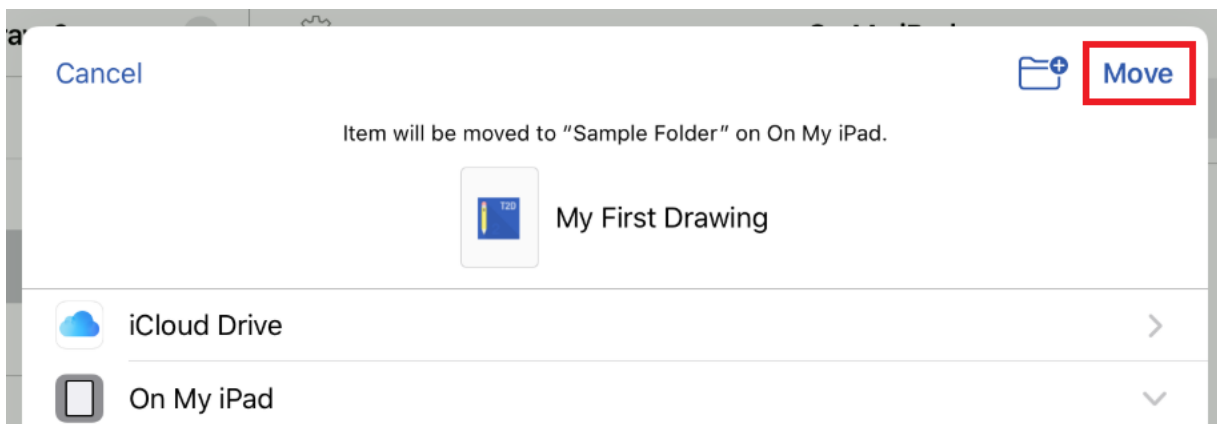 Cancel
Move
Item will be moved to “Sample Folder” on On My iPad.
T2D
My First Drawing
iCloud Drive
On My iPad